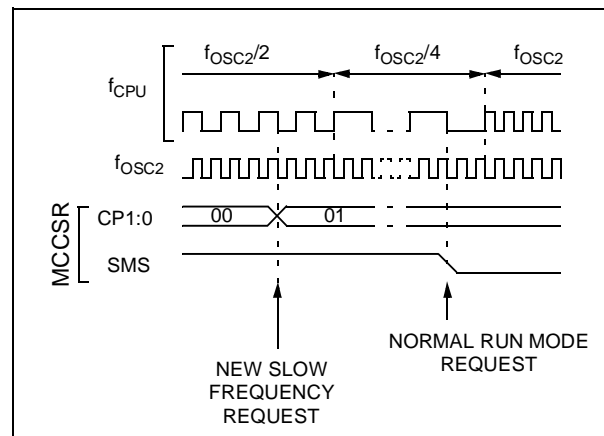 fOSC2/2 fOSC2/4 fOSC2
fCPU
fOSC2
MCCSR
CP1:0 00 01
SMS
NEW SLOW
FREQUENCY
REQUEST
NORMAL RUN MODE
REQUEST